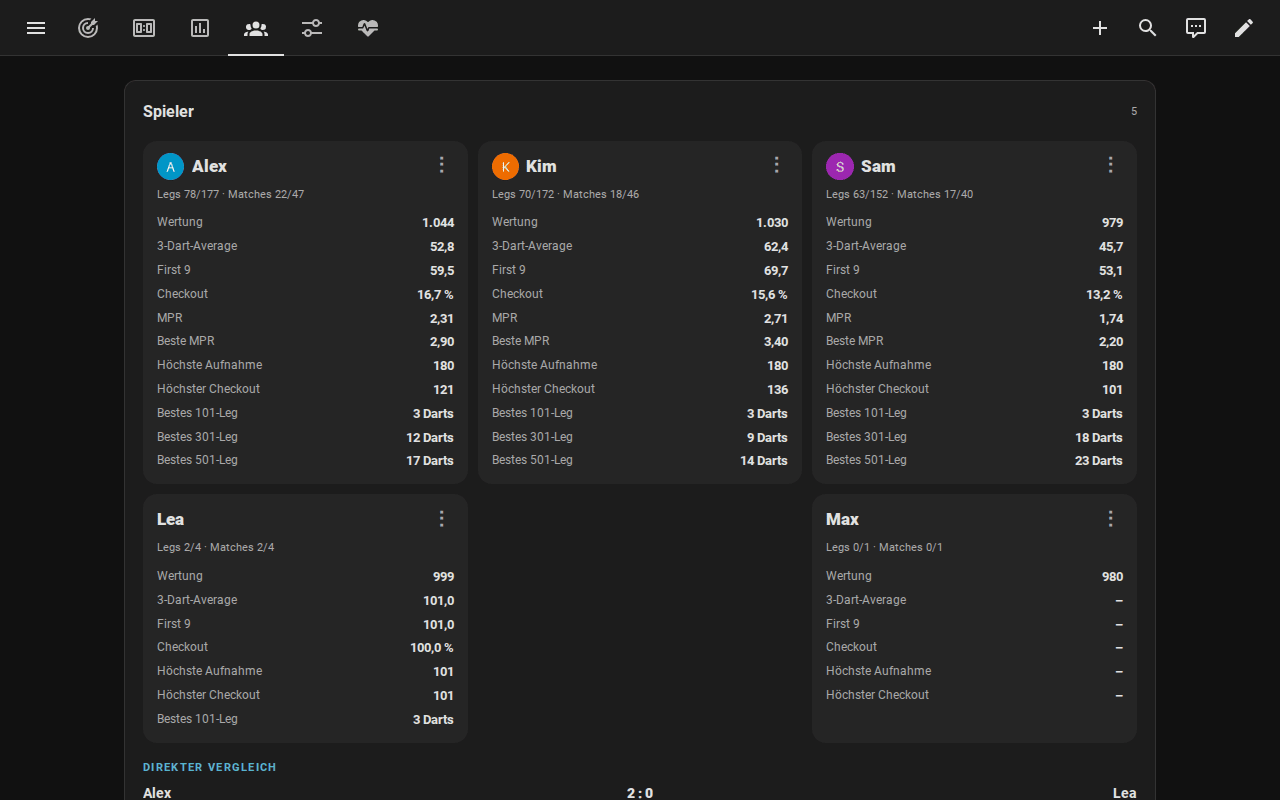 0:0
Spieler
5
A
Alex
Legs 78/177 · Matches 22/47
Wertung 1.044
3-Dart-Average 52,8
First 9 59,5
Checkout 16,7 %
MPR 2,31
Beste MPR 2,90
Höchste Aufnahme 180
Höchster Checkout 121
Bestes 101-Leg 3 Darts
Bestes 301-Leg 12 Darts
Bestes 501-Leg 17 Darts
K
Kim
Legs 70/172 · Matches 18/46
Wertung 1.030
3-Dart-Average 62,4
First 9 69,7
Checkout 15,6 %
MPR 2,71
Beste MPR 3,40
Höchste Aufnahme 180
Höchster Checkout 136
Bestes 101-Leg 3 Darts
Bestes 301-Leg 9 Darts
Bestes 501-Leg 14 Darts
S
Sam
Legs 63/152 · Matches 17/40
Wertung 979
3-Dart-Average 45,7
First 9 53,1
Checkout 13,2 %
MPR 1,74
Beste MPR 2,20
Höchste Aufnahme 180
Höchster Checkout 101
Bestes 101-Leg 3 Darts
Bestes 301-Leg 18 Darts
Bestes 501-Leg 23 Darts
Lea
Legs 2/4 · Matches 2/4
Wertung 999
3-Dart-Average 101,0
First 9 101,0
Checkout 100,0 %
Höchste Aufnahme 101
Höchster Checkout 101
Bestes 101-Leg 3 Darts
Max
Legs 0/1 · Matches 0/1
Wertung 980
3-Dart-Average –
First 9 –
Checkout –
Höchste Aufnahme –
Höchster Checkout –
DIREKTER VERGLEICH
Alex 2 : 0 Lea